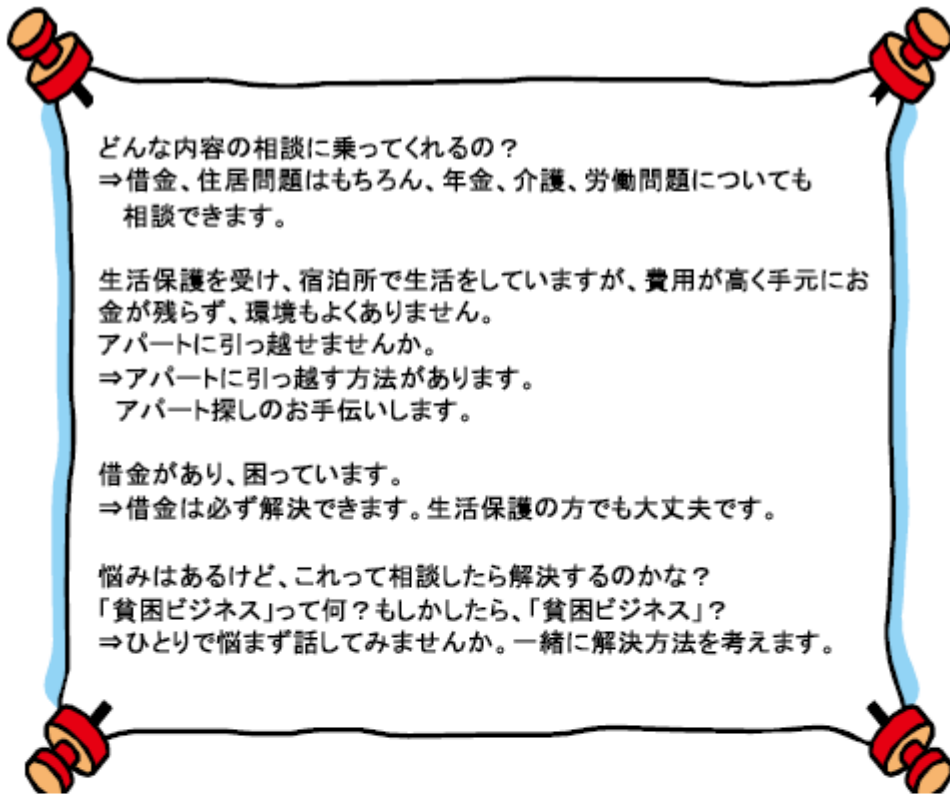 どんな内容の相談に乗ってくれるの？
⇒借金、住居問題はもちろん、年金、介護、労働問題についても
相談できます。
生活保護を受け、宿泊所で生活をしていますが、費用が高く手元にお
金が残らず、環境もよくありません。
アパートに引っ越せませんか。
⇒アパートに引っ越す方法があります。
アパート探しのお手伝いします。
借金があり、困っています。
⇒借金は必ず解決できます。生活保護の方でも大丈夫です。
悩みはあるけど、これって相談したら解決するのかな？
「貧困ビジネス」って何？もしかしたら、「貧困ビジネス」？
⇒ひとりで悩まず話してみませんか。一緒に解決方法を考えます。